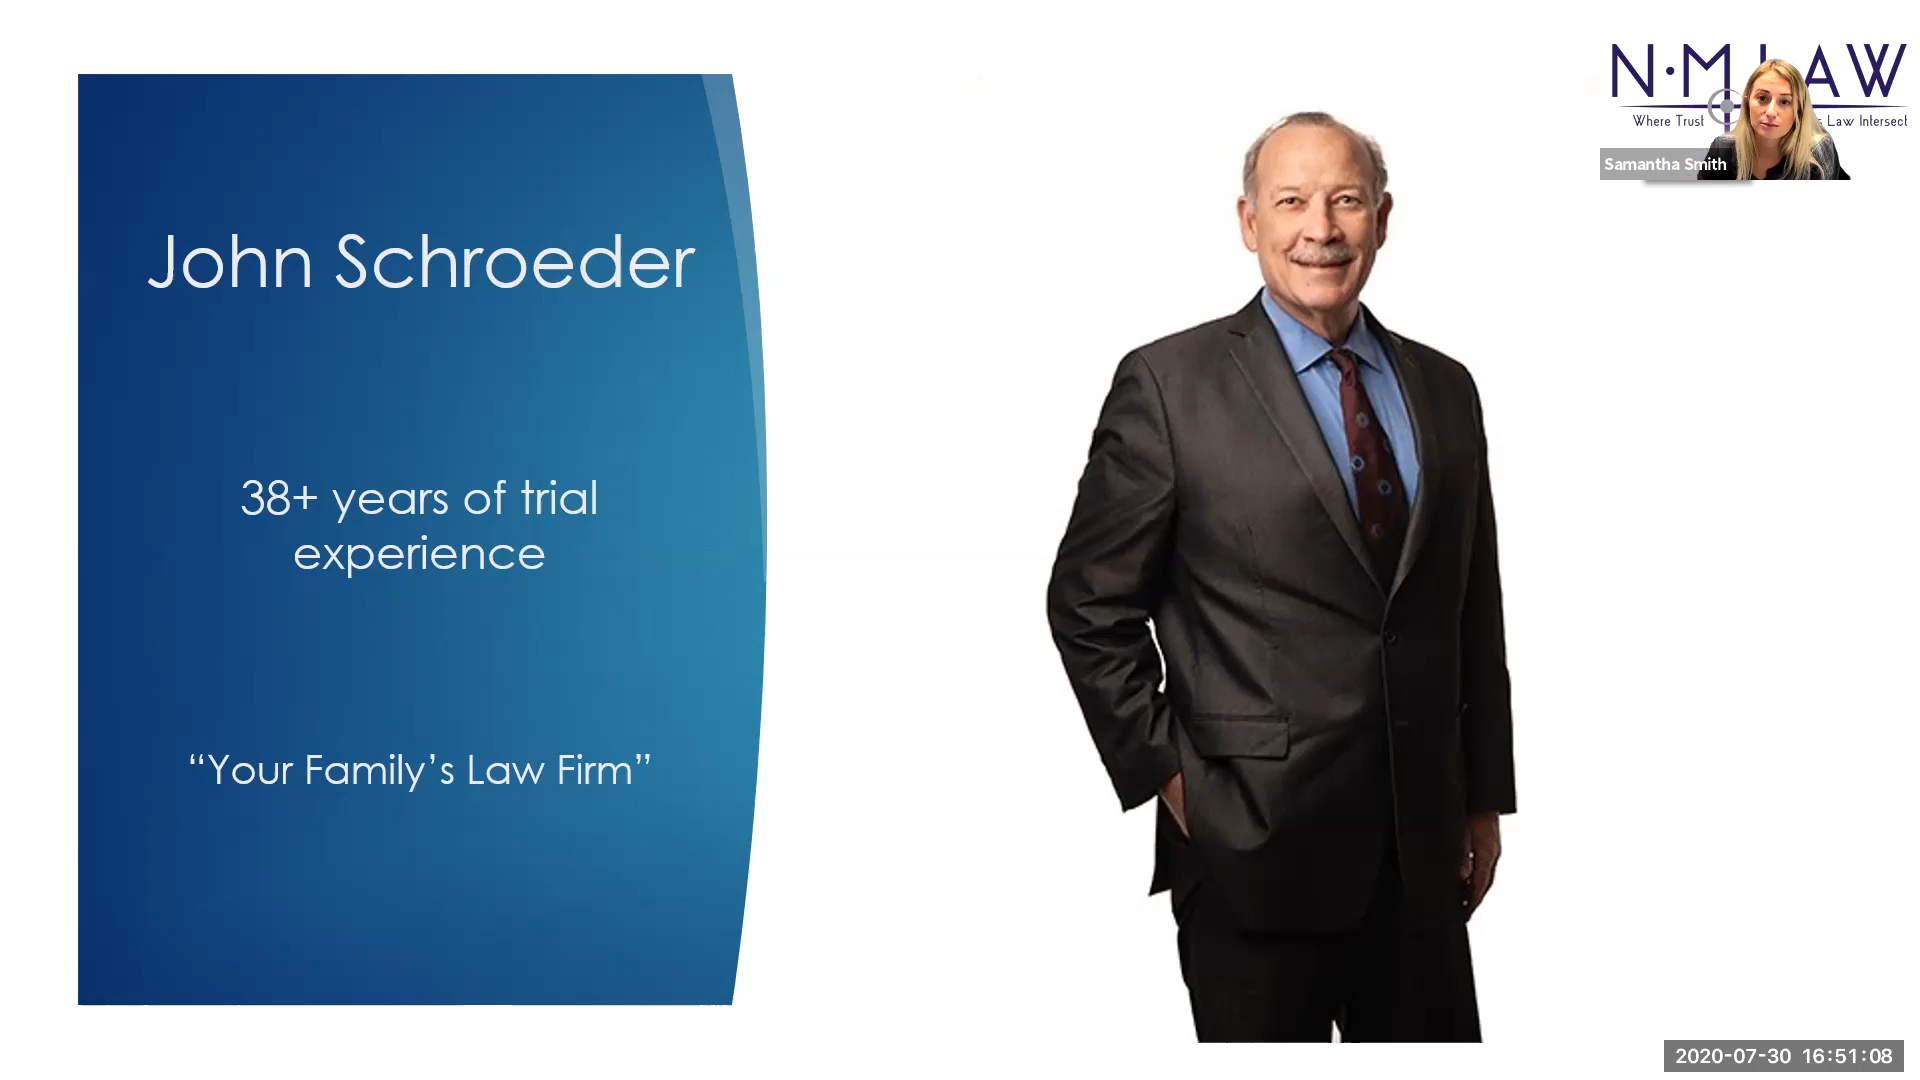 John Schroeder
38+ years of trial
experience
“Your Family’s Law Firm”
N·M LAW
Where Trust
Law Intersect
Samantha Smith
2020-07-30 16:51:08